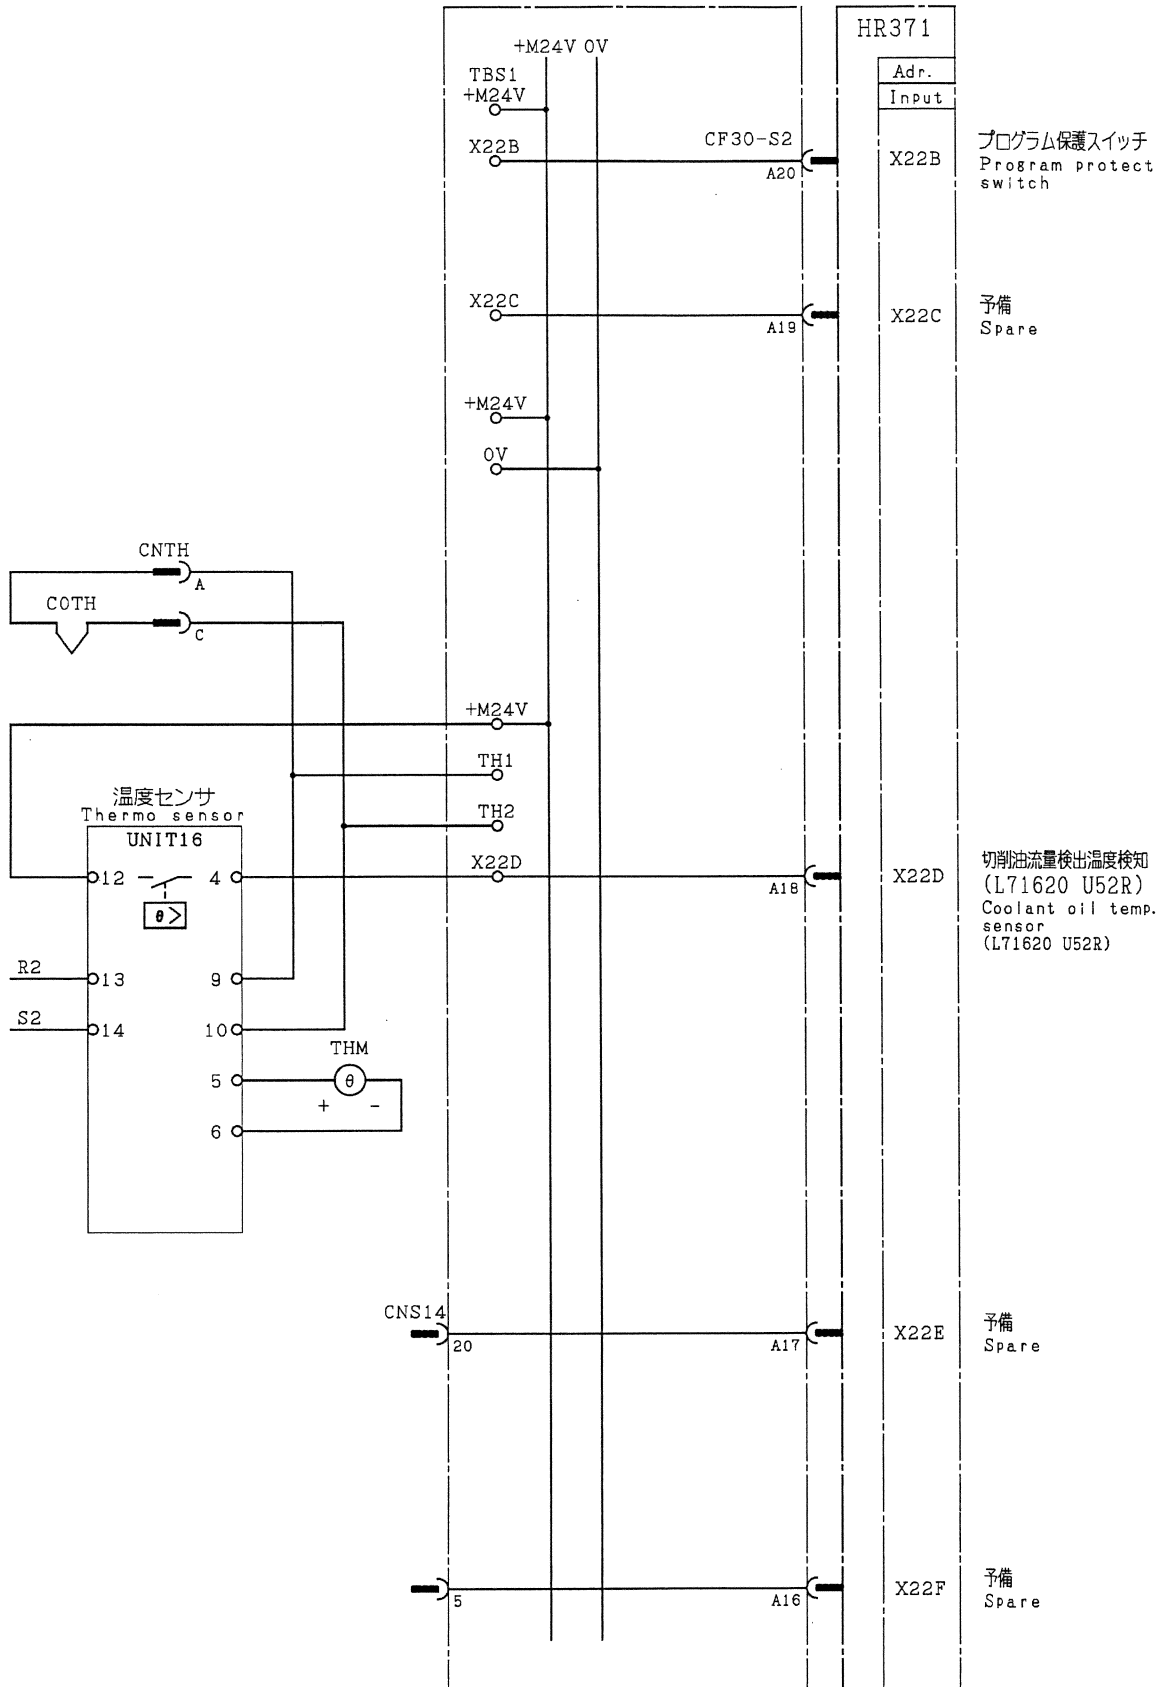 HR371
+M24V 0V
Adr.
Input
TBS1
+M24V
X22B
CF30-S2
A20
X22B
プログラム保護スイッチ
Program protect
switch
X22C
A19
X22C
予備
Spare
+M24V
0V
CNTH
A
COTH
C
+M24V
TH1
TH2
温度センサ
Thermo sensor
UNIT16
12
4
θ>
X22D
A18
X22D
切削油流量検出温度検知
(L71620 U52R)
Coolant oil temp.
sensor
(L71620 U52R)
R2
13
9
S2
14
10
THM
5
θ
+ -
6
CNS14
20
A17
X22E
予備
Spare
5
A16
X22F
予備
Spare